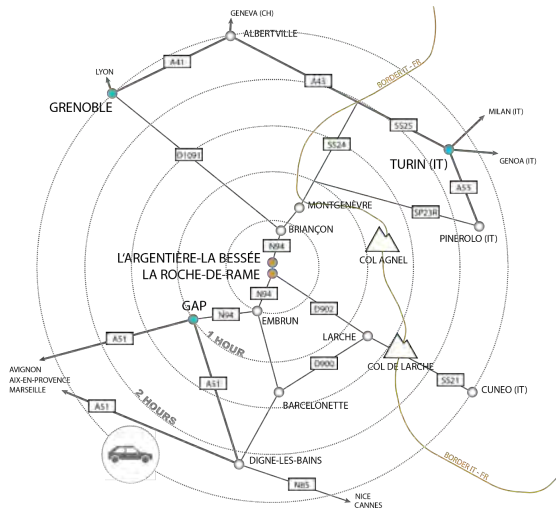 GENEVA (CH)
ALBERTVILLE
BORDER IT - FR
LYON
A41
A43
GRENOBLE
SS25
MILAN (IT)
D1091
SS24
TURIN (IT)
GENOA (IT)
A55
MONTGENÈVRE
SP23R
BRIANÇON
PINEROLO (IT)
N94
L'ARGENTIÈRE-LA BESSÉE
COL AGNEL
LA ROCHE-DE-RAME
N94
GAP
D902
N94
EMBRUN
1 HOUR
LARCHE
A51
COL DE LARCHE
AVIGNON
AIX-EN-PROVENCE
MARSEILLE
D900
A51
SS21
CUNEO (IT)
2 HOURS
A51
BARCELONETTE
DIGNE-LES-BAINS
BORDER IT - FR
N85
NICE
CANNES